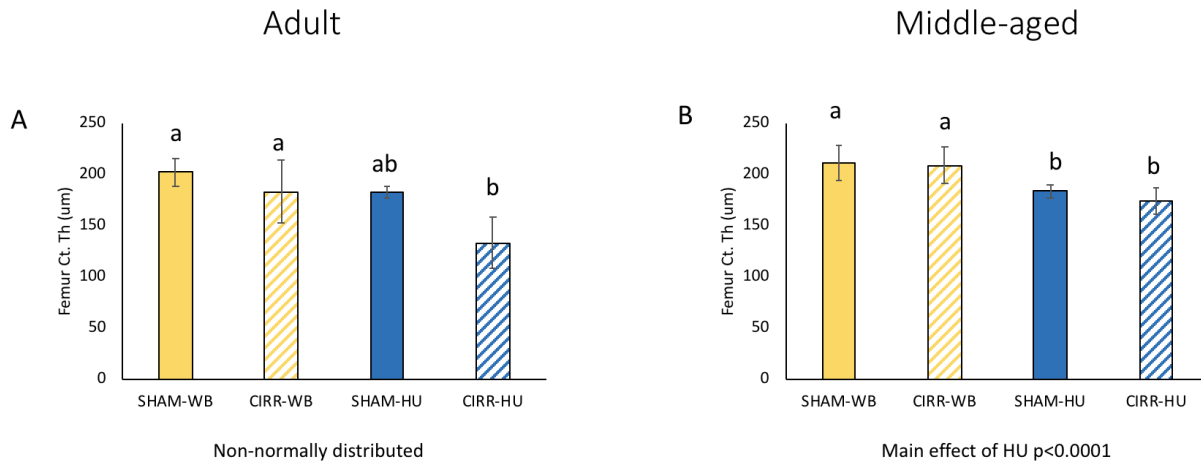 Adult
Middle-aged
A
Femur Ct. Th (um)
250
200
150
100
50
0
a
a
ab
b
SHAM-WB
CIRR-WB
SHAM-HU
CIRR-HU
Non-normally distributed
B
Femur Ct. Th (um)
250
200
150
100
50
0
a
a
b
b
SHAM-WB
CIRR-WB
SHAM-HU
CIRR-HU
Main effect of HU p<0.0001